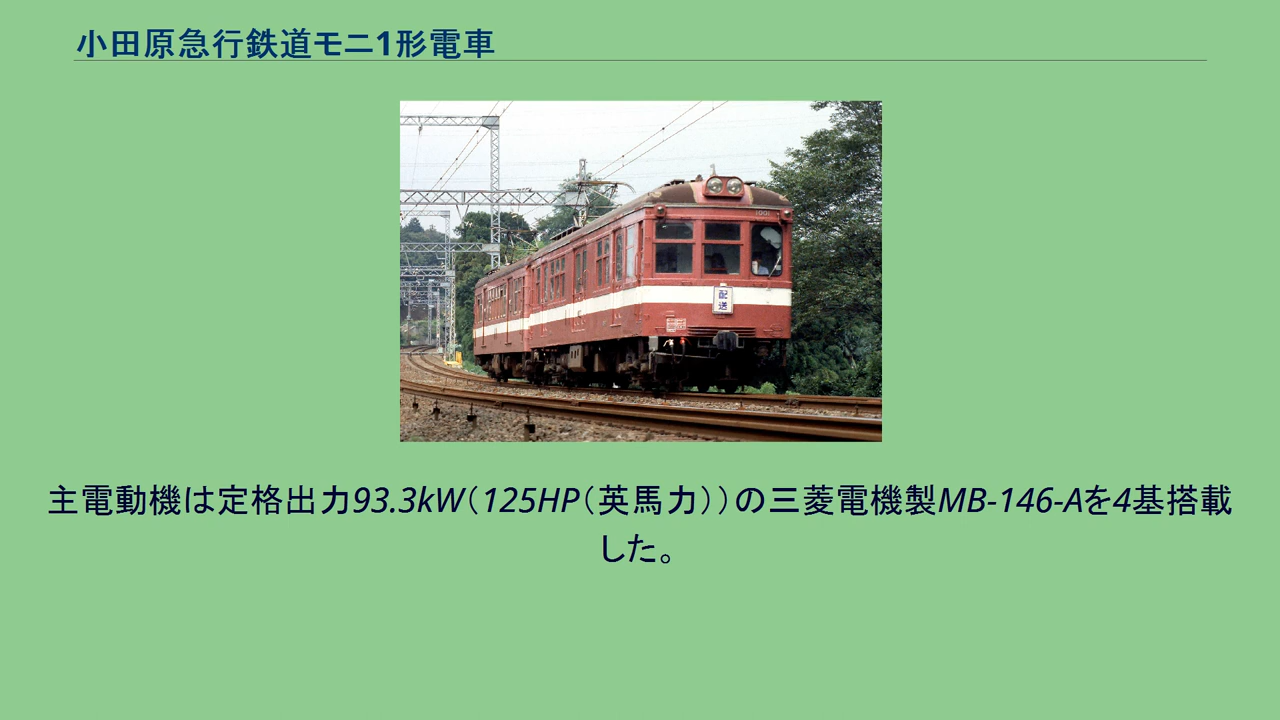 小田原急行鉄道モニ1形電車
1001
配
送
主電動機は定格出力93.3kW（125HP（英馬力））の三菱電機製MB-146-Aを4基搭載
した。